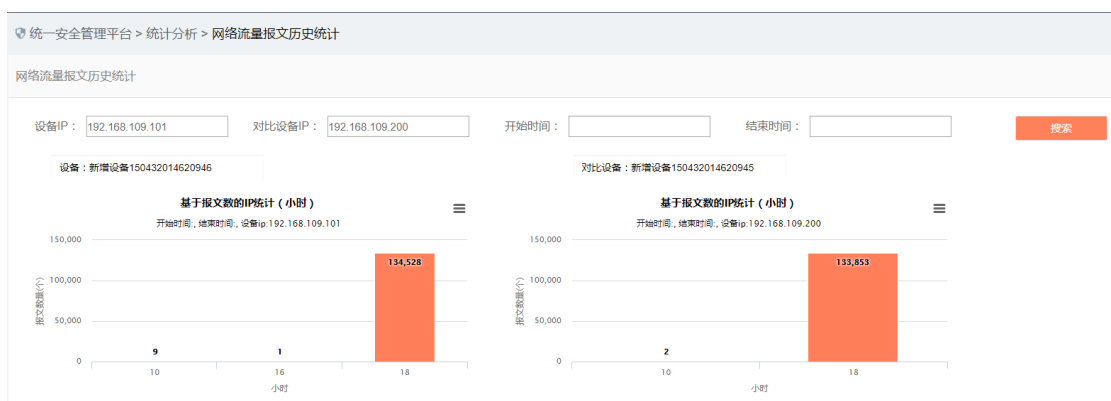 统一安全管理平台 > 统计分析 > 网络流量报文历史统计
网络流量报文历史统计
设备IP： 192.168.109.101 对比设备IP： 192.168.109.200 开始时间： 结束时间： 搜索
设备：新增设备150432014620946
基于报文数的IP统计（小时）
开始时间:, 结束时间:, 设备ip:192.168.109.101
报文数量(个)
150,000
100,000
50,000
0
9
1
134,528
10 16 18
小时
对比设备：新增设备150432014620945
基于报文数的IP统计（小时）
开始时间:, 结束时间:, 设备ip:192.168.109.200
报文数量(个)
150,000
100,000
50,000
0
2
133,853
10 18
小时